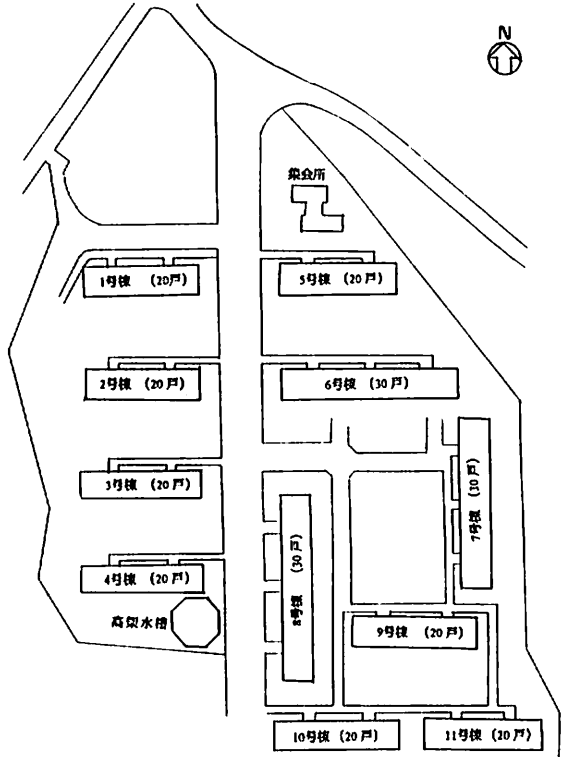 N
集会所
1号棟 (20戸)
5号棟 (20戸)
2号棟 (20戸)
6号棟 (30戸)
3号棟 (20戸)
7号棟 (30戸)
4号棟 (20戸)
8号棟 (30戸)
高架水槽
9号棟 (20戸)
10号棟 (20戸)
11号棟 (20戸)